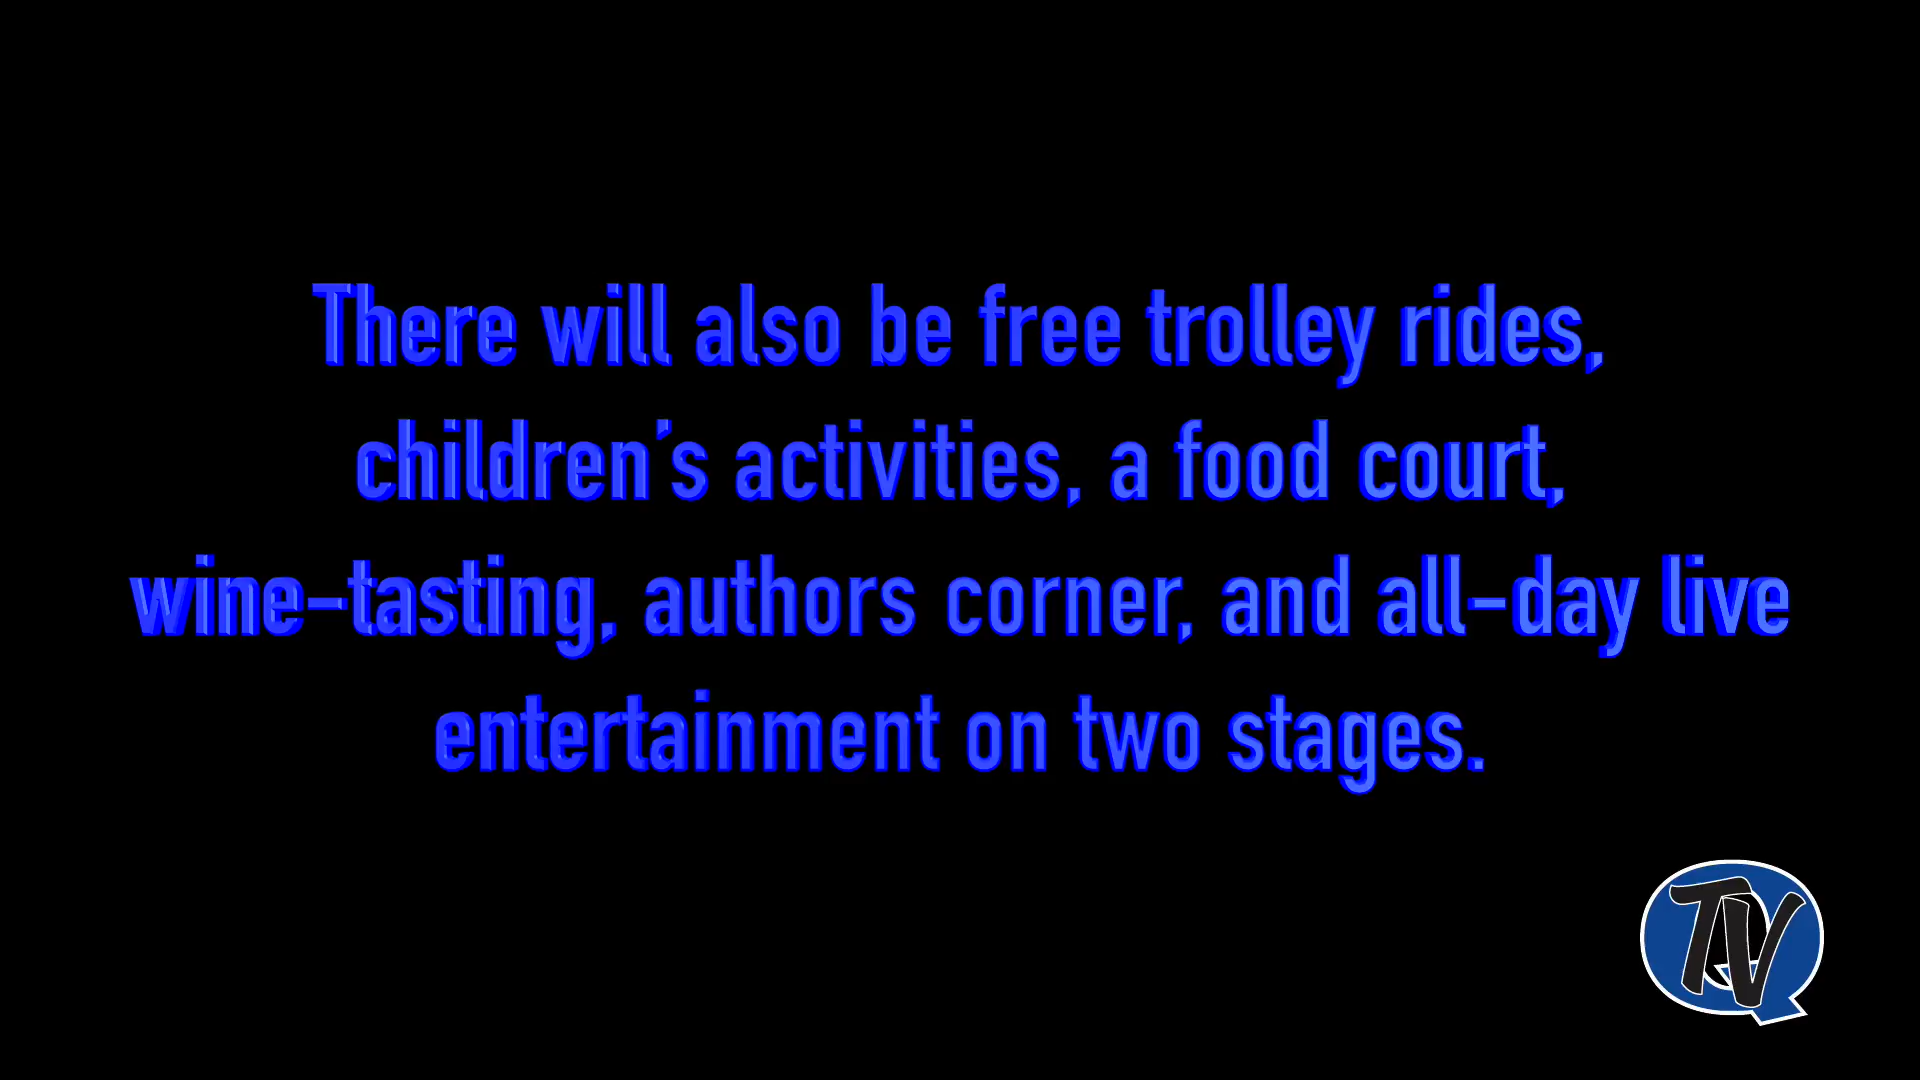 There will also be free trolley rides,
children's activities, a food court,
wine-tasting, authors corner, and all-day live
entertainment on two stages.
QTV